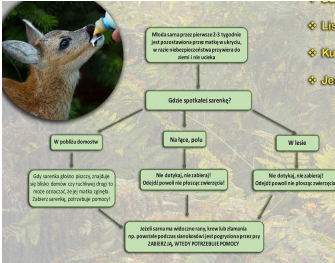 Młoda sarna przez pierwsze 2-3 tygodnie
jest pozostawiona przez matkę w ukryciu,
w razie niebezpieczeństwa przywiera do
ziemi i nie ucieka
Lis
Ku
Je
Gdzie spotkałeś sarenkę?
W pobliżu domostw
Na łące, polu
W lesie
Gdy sarenka głośno piszczy, znajduje
się blisko domów czy ruchliwej drogi to
może oznaczać, że jej matka zginęła.
Zabierz sarenkę, potrzebuje pomocy!
Nie dotykaj, nie zabieraj!
Odejdź powoli nie płosząc zwierzęcia!
Nie dotykaj, nie zabieraj!
Odejdź powoli nie płosząc zwierzęcia
Jeżeli sarna ma widoczne rany, krew lub złamania
np. powstałe podczas sianokosów i jest pogryziona przez psy
ZABIERZ JĄ, WTEDY POTRZEBUJE POMOCY